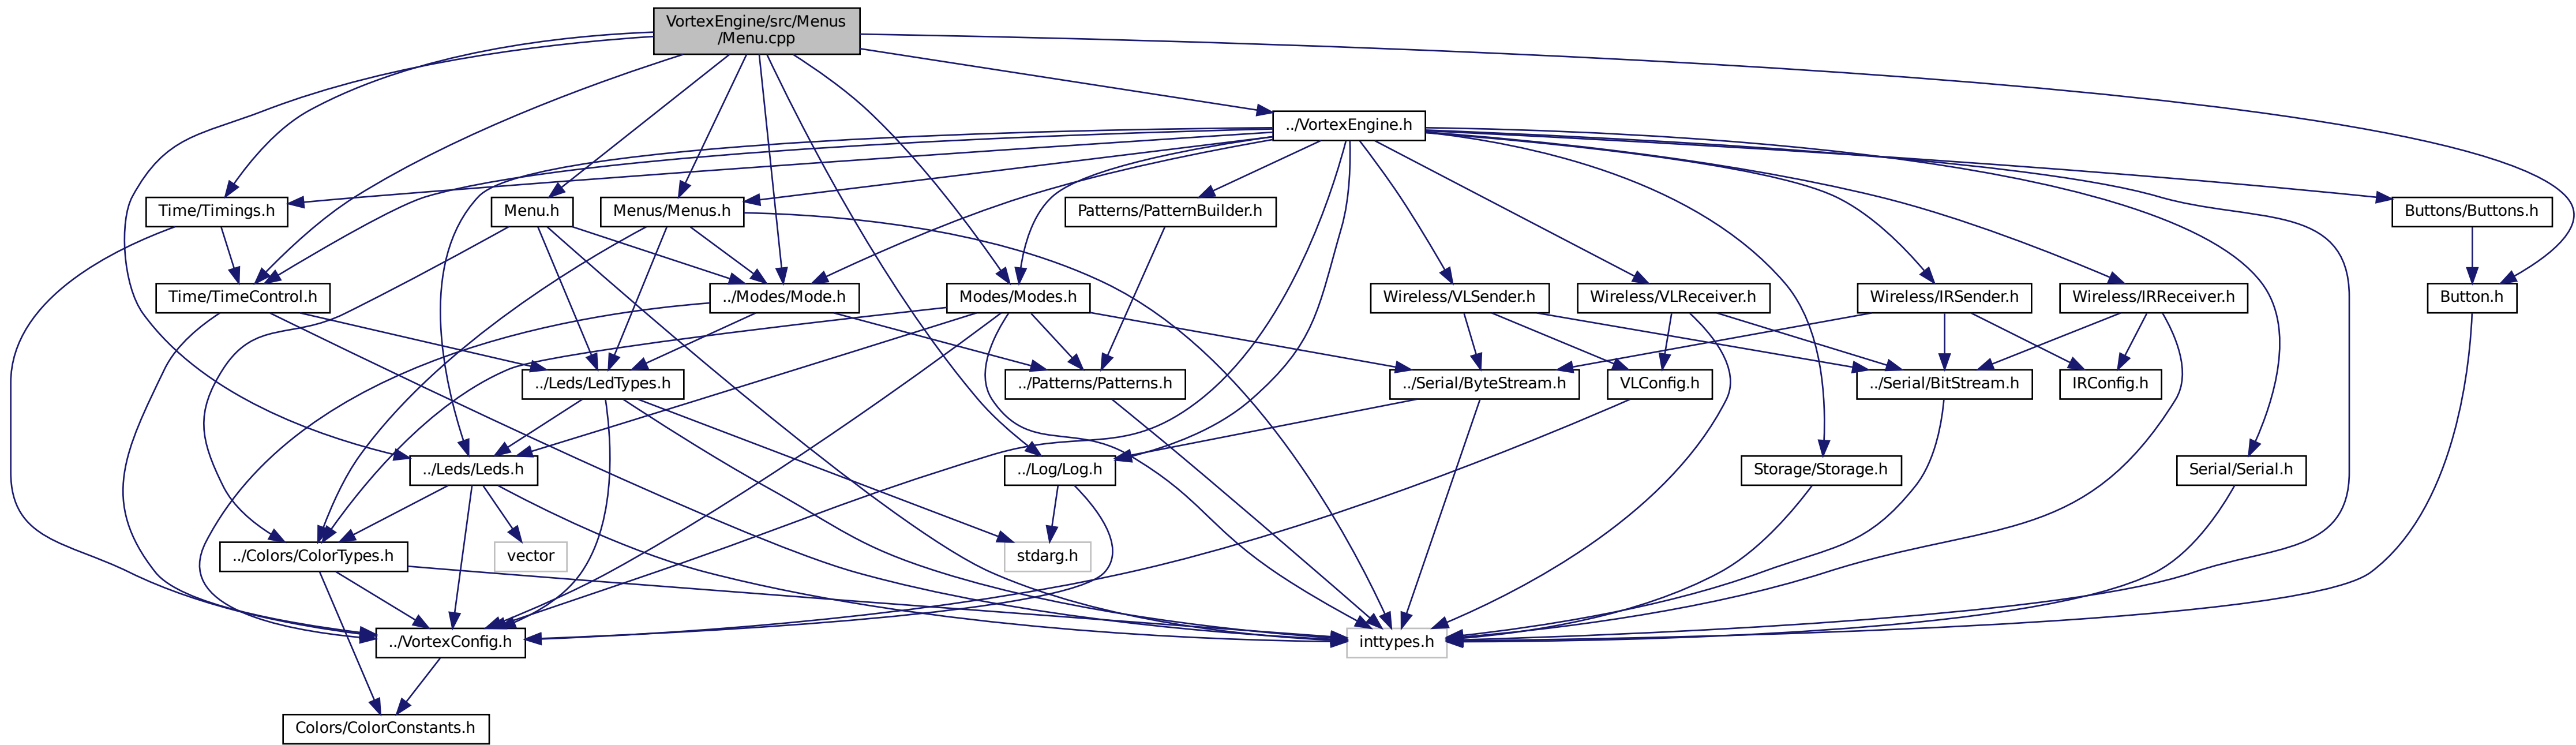 VortexEngine/src/Menus
/Menu.cpp
../VortexEngine.h
Time/Timings.h
Menu.h
Menus/Menus.h
Patterns/PatternBuilder.h
Buttons/Buttons.h
Time/TimeControl.h
../Modes/Mode.h
Modes/Modes.h
Wireless/VLSender.h
Wireless/VLReceiver.h
Wireless/IRSender.h
Wireless/IRReceiver.h
Button.h
../Leds/LedTypes.h
../Patterns/Patterns.h
../Serial/ByteStream.h
VLConfig.h
../Serial/BitStream.h
IRConfig.h
../Leds/Leds.h
../Log/Log.h
Storage/Storage.h
Serial/Serial.h
../Colors/ColorTypes.h
vector
stdarg.h
../VortexConfig.h
inttypes.h
Colors/ColorConstants.h